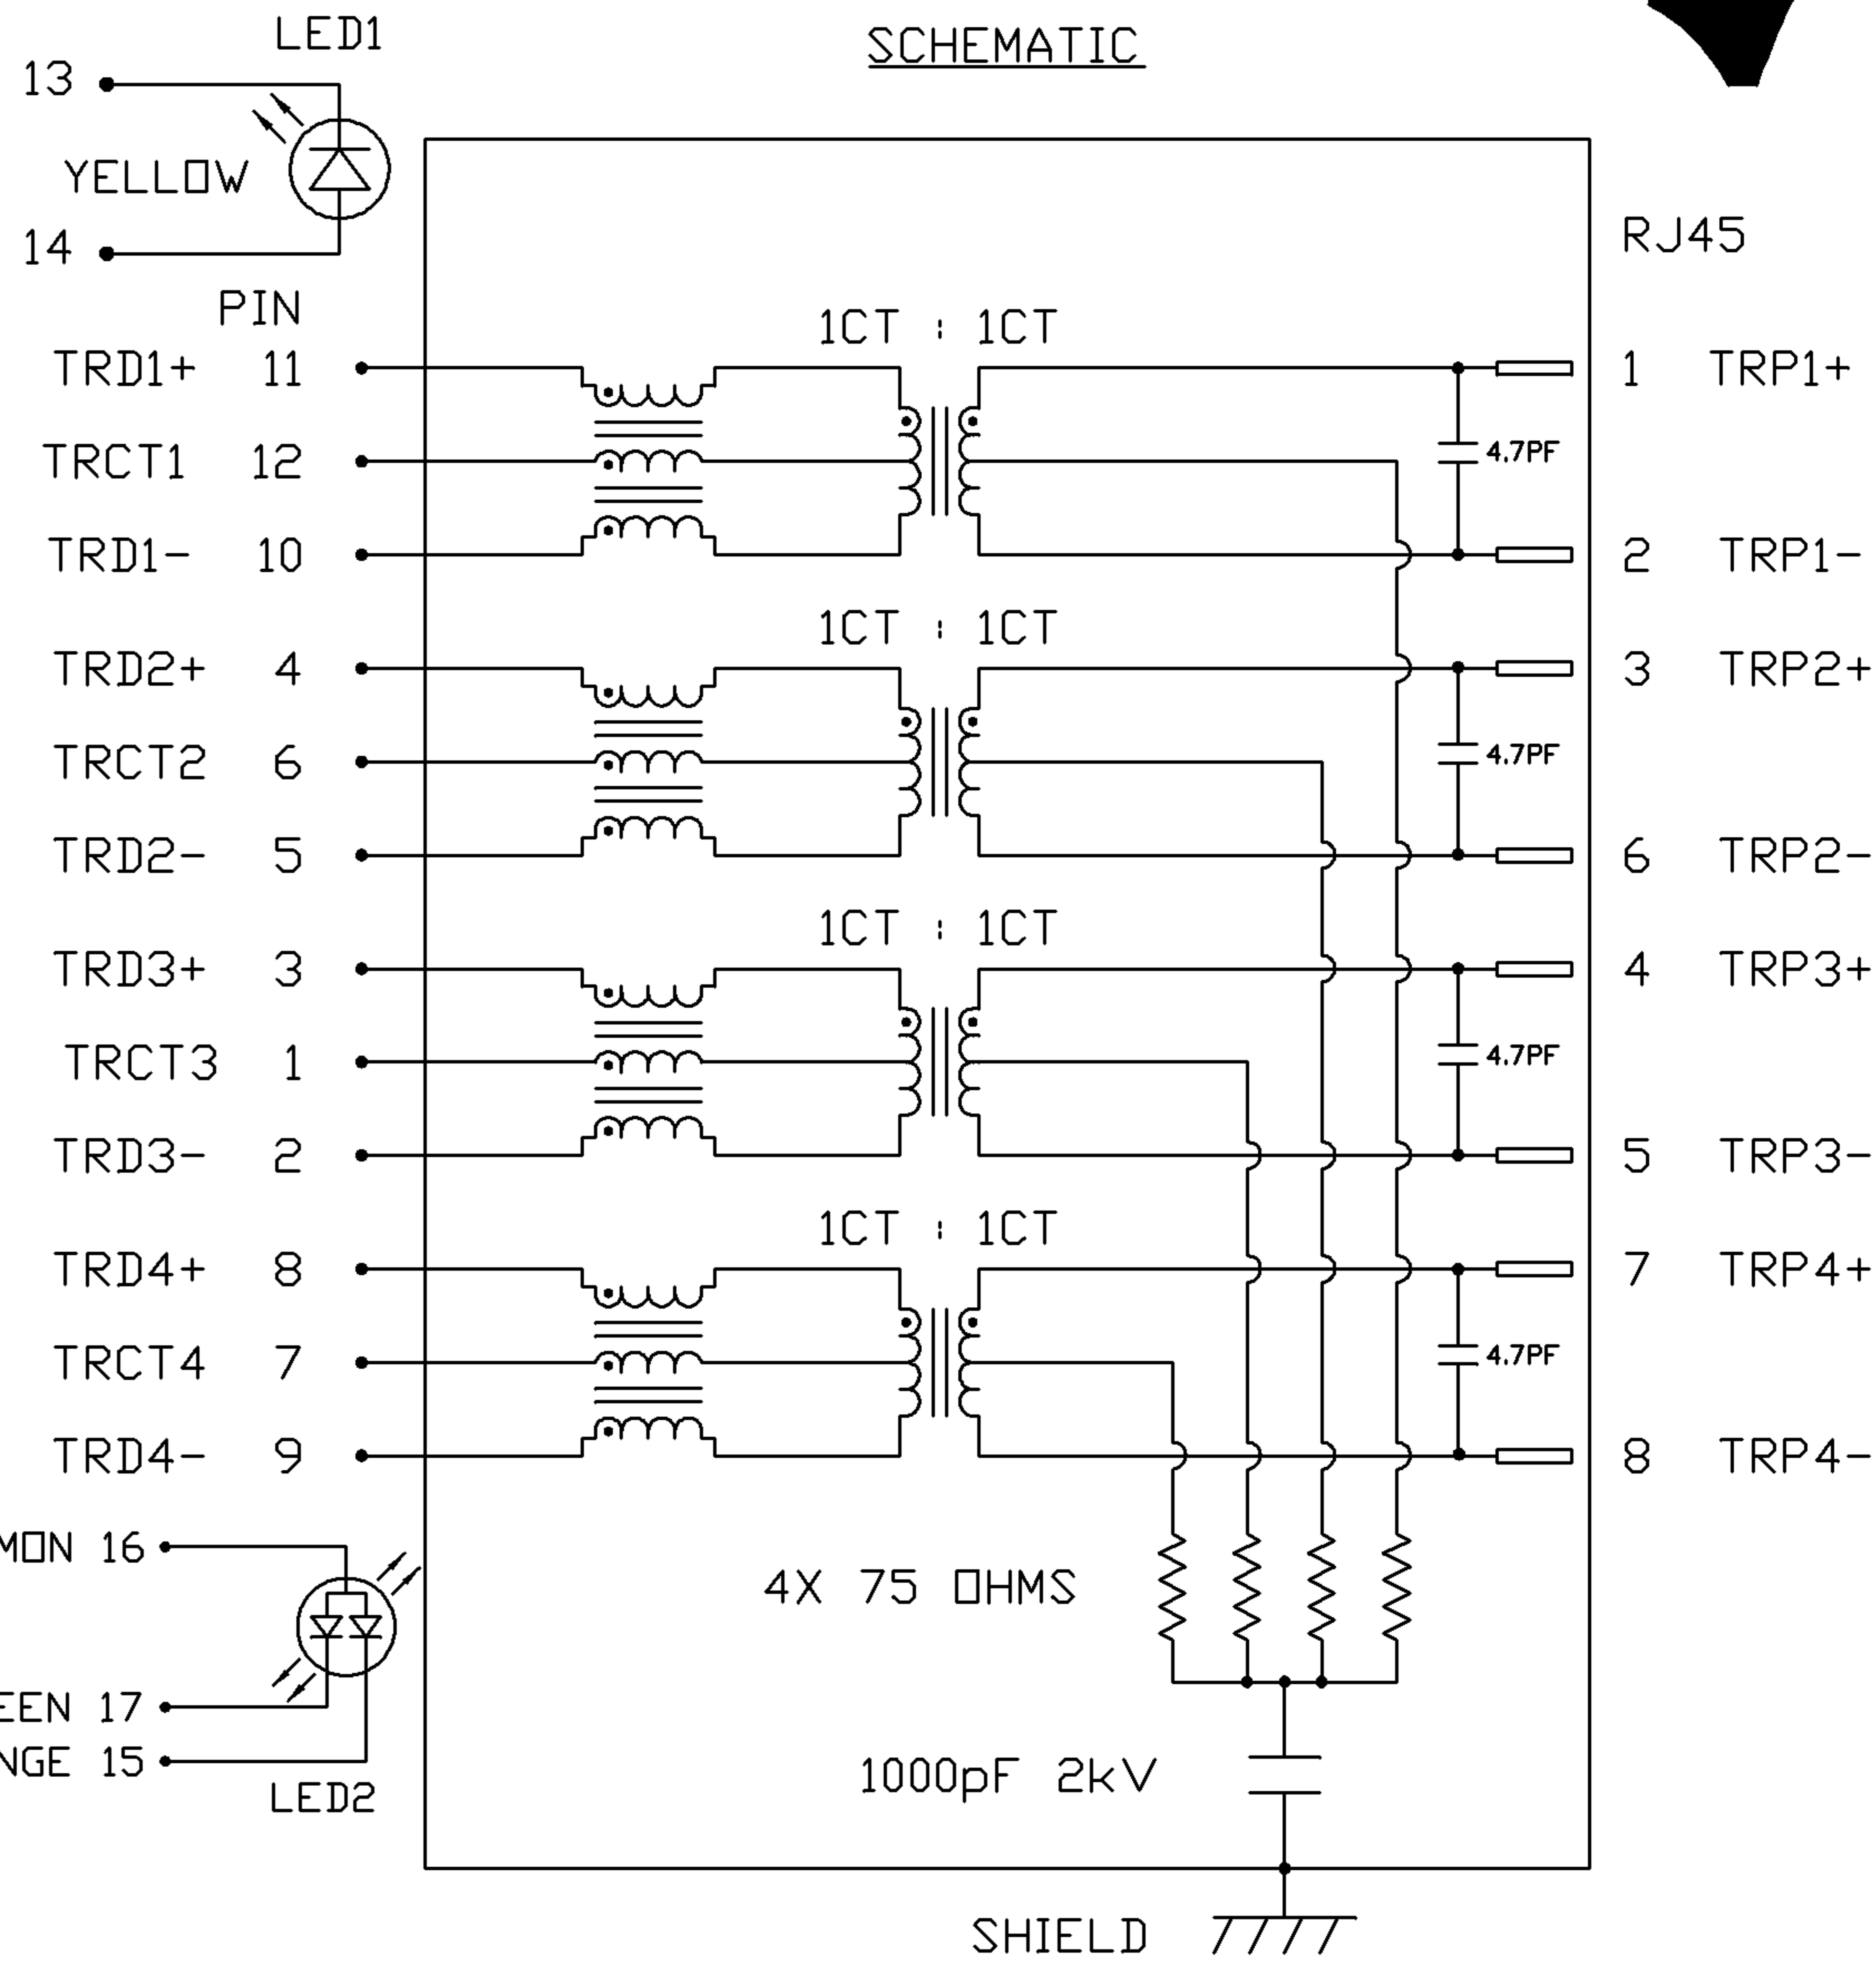 LED1
SCHEMATIC
13
YELLOW
14
RJ45
PIN
1CT : 1CT
TRD1+ 11
1 TRP1+
TRCT1 12
4.7PF
TRD1- 10
2 TRP1-
1CT : 1CT
TRD2+ 4
3 TRP2+
TRCT2 6
4.7PF
TRD2- 5
6 TRP2-
1CT : 1CT
TRD3+ 3
4 TRP3+
TRCT3 1
4.7PF
TRD3- 2
5 TRP3-
1CT : 1CT
TRD4+ 8
7 TRP4+
TRCT4 7
4.7PF
TRD4- 9
8 TRP4-
MON 16
4X 75 OHMS
EEN 17
NGE 15
LED2
1000pF 2kV
SHIELD